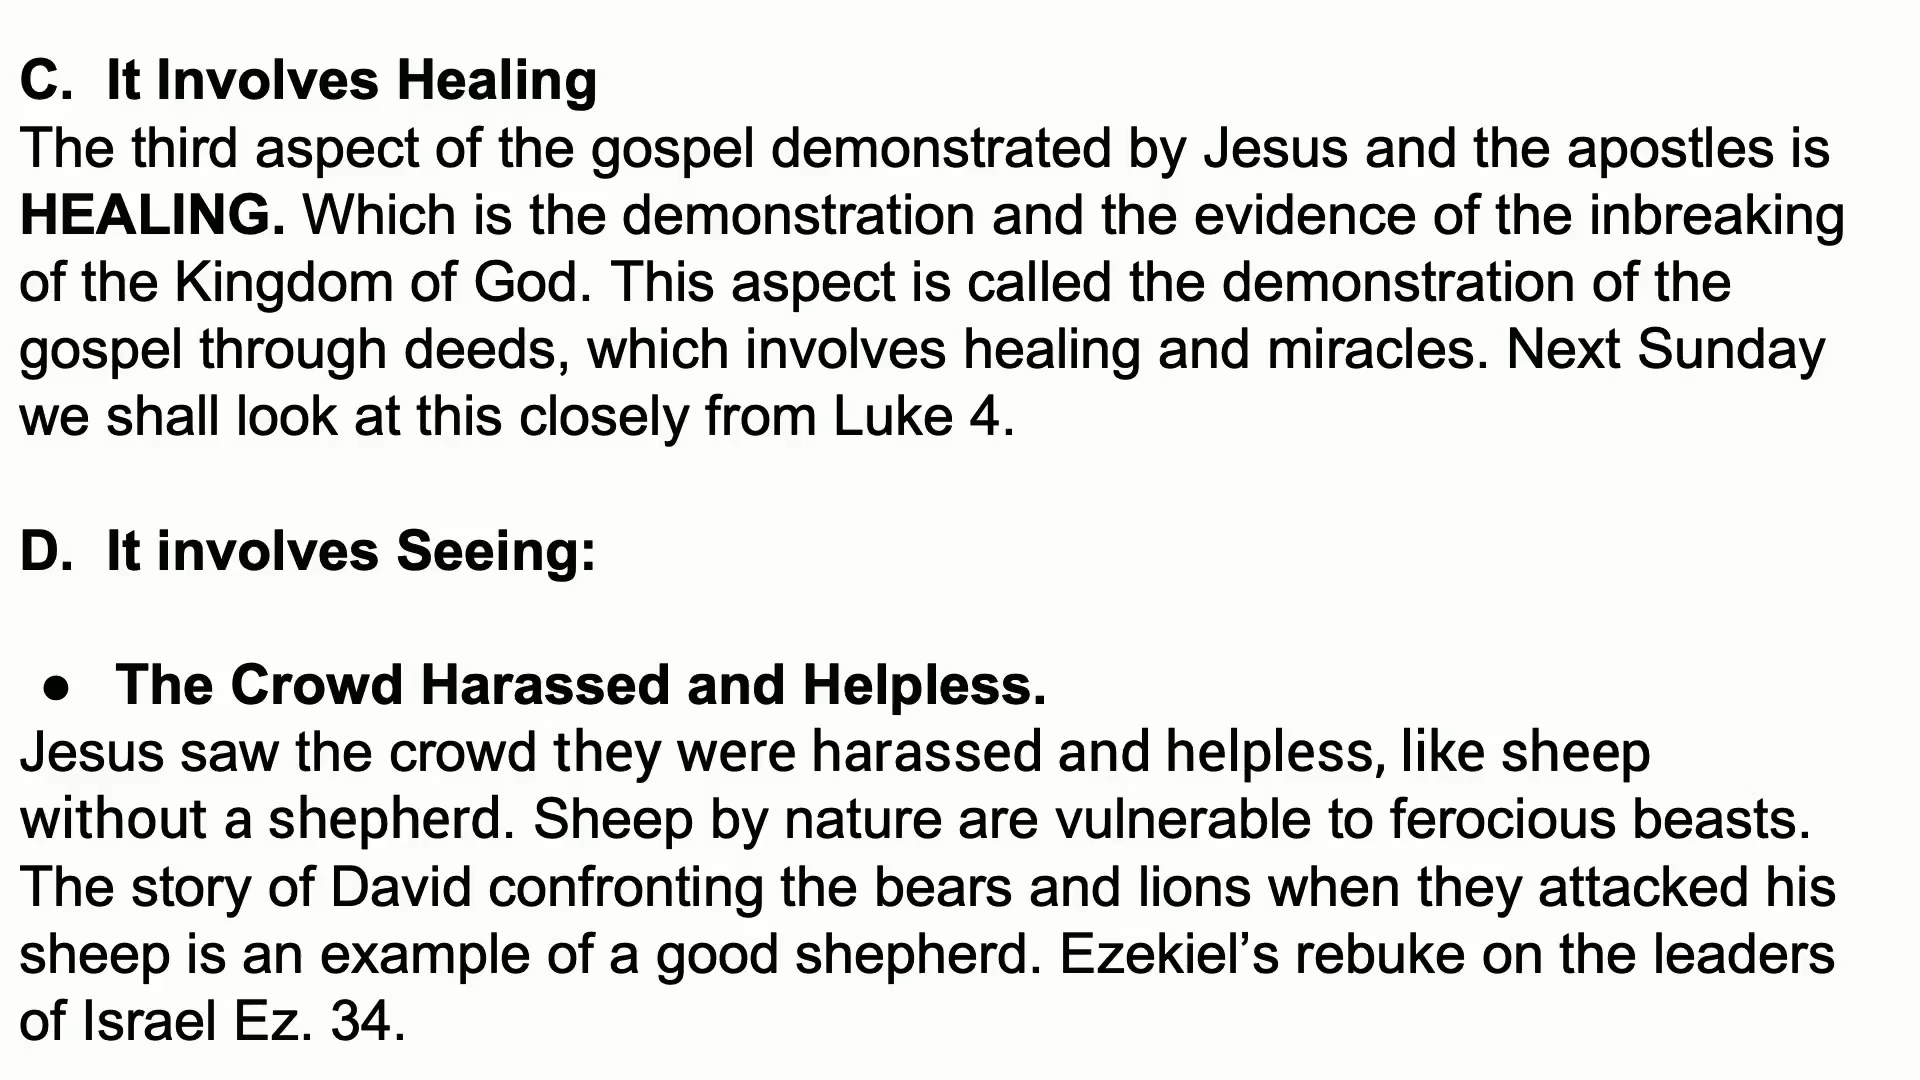 C.  It Involves Healing
The third aspect of the gospel demonstrated by Jesus and the apostles is
HEALING. Which is the demonstration and the evidence of the inbreaking
of the Kingdom of God. This aspect is called the demonstration of the
gospel through deeds, which involves healing and miracles. Next Sunday
we shall look at this closely from Luke 4.
D.  It involves Seeing:
● The Crowd Harassed and Helpless.
Jesus saw the crowd they were harassed and helpless, like sheep
without a shepherd. Sheep by nature are vulnerable to ferocious beasts.
The story of David confronting the bears and lions when they attacked his
sheep is an example of a good shepherd. Ezekiel’s rebuke on the leaders
of Israel Ez. 34.